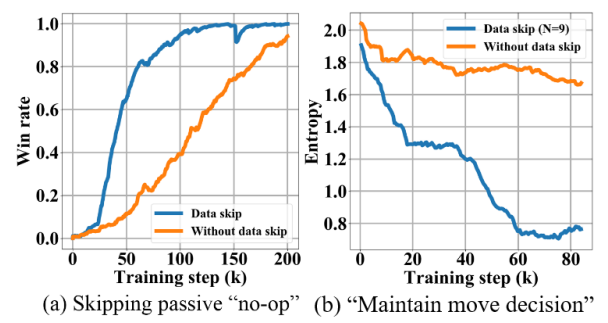 Win rate
1.0
0.8
0.6
0.4
0.2
0.0
Data skip
Without data skip
0 50 100 150 200
Training step (k)
(a) Skipping passive “no-op”
Entropy
2.0
1.8
1.6
1.4
1.2
1.0
0.8
Data skip (N=9)
Without data skip
0 20 40 60 80
Training step (k)
(b) “Maintain move decision”